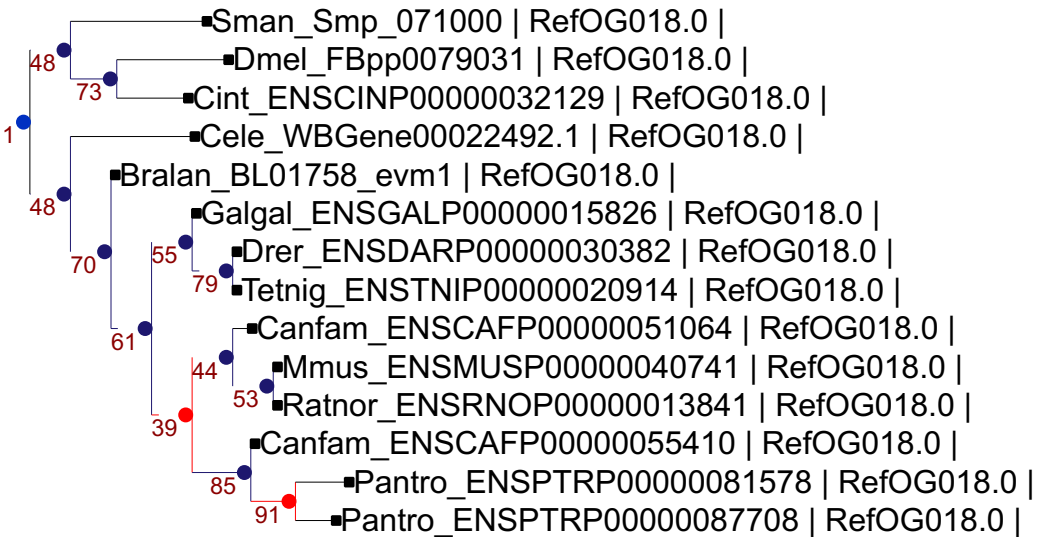 Sman_Smp_071000 | RefOG018.0 |
48
Dmel_FBpp0079031 | RefOG018.0 |
73
Cint_ENSCINP00000032129 | RefOG018.0 |
1
Cele_WBGene00022492.1 | RefOG018.0 |
Bralan_BL01758_evm1 | RefOG018.0 |
48
Galgal_ENSGALP00000015826 | RefOG018.0 |
55
Drer_ENSDARP00000030382 | RefOG018.0 |
70
79
Tetnig_ENSTNIP00000020914 | RefOG018.0 |
Canfam_ENSCAFP00000051064 | RefOG018.0 |
61
Mmus_ENSMUSP00000040741 | RefOG018.0 |
44
53
Ratnor_ENSRNOP00000013841 | RefOG018.0 |
39
Canfam_ENSCAFP00000055410 | RefOG018.0 |
85
Pantro_ENSPTRP00000081578 | RefOG018.0 |
91
Pantro_ENSPTRP00000087708 | RefOG018.0 |